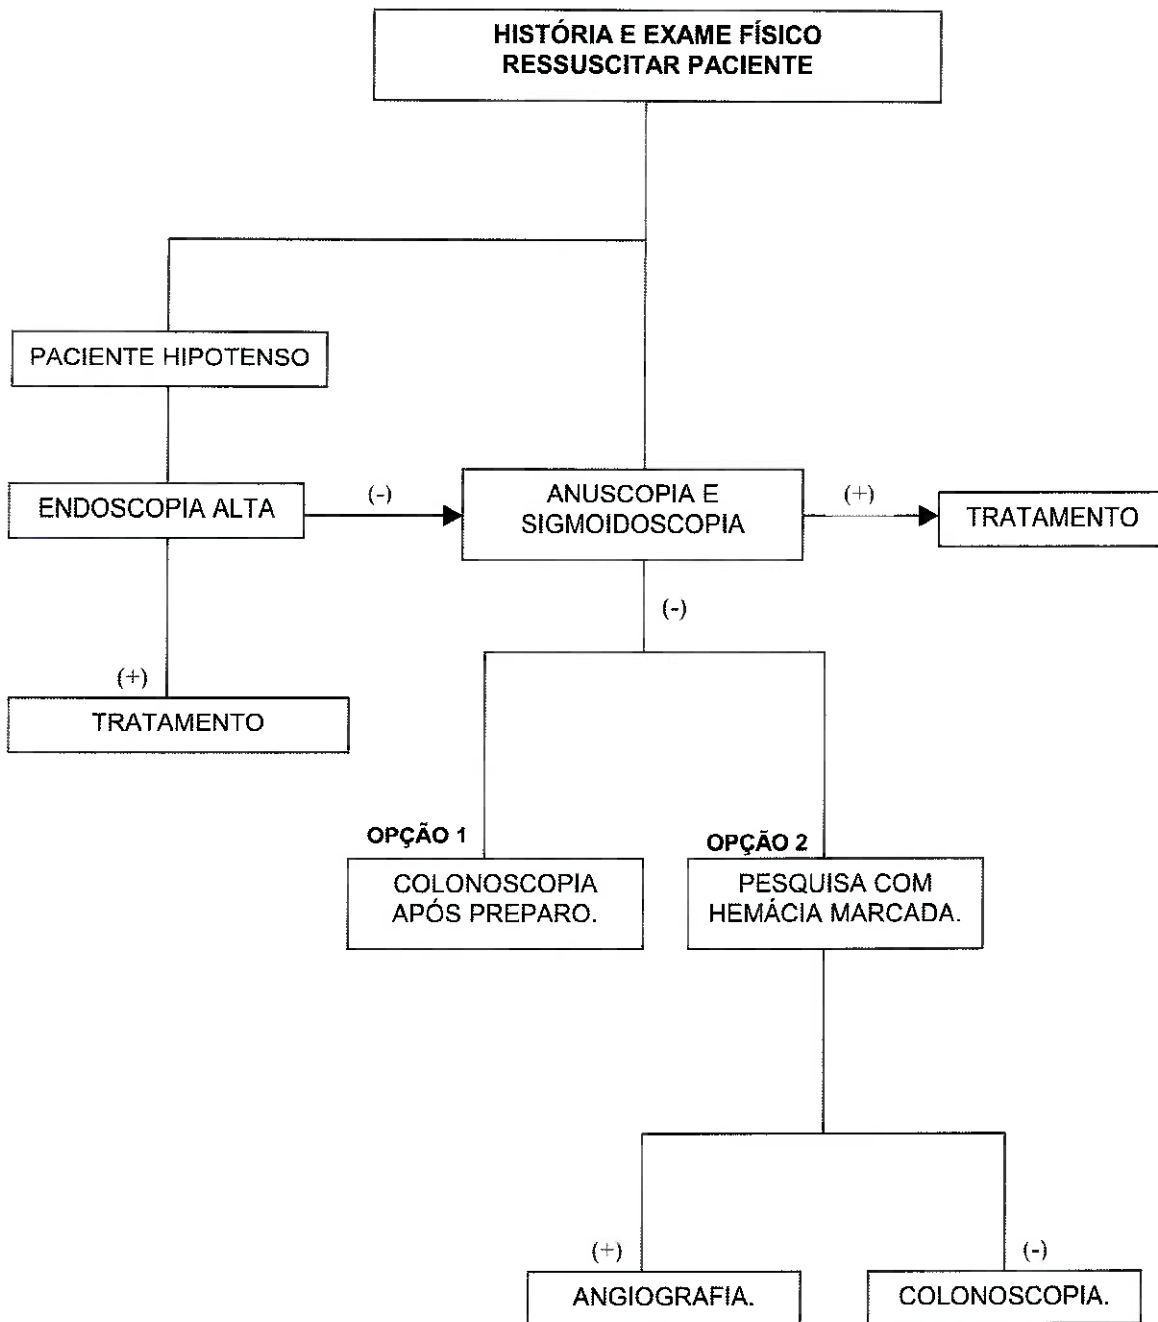 HISTÓRIA E EXAME FÍSICO
RESSUSCITAR PACIENTE
PACIENTE HIPOTENSO
ENDOSCOPIA ALTA
(-)
ANUSCOPIA E
SIGMOIDOSCOPIA
(+)
TRATAMENTO
(-)
(+)
TRATAMENTO
OPÇÃO 1
COLONOSCOPIA
APÓS PREPARO.
OPÇÃO 2
PESQUISA COM
HEMÁCIA MARCADA.
(+)
ANGIOGRAFIA.
(-)
COLONOSCOPIA.